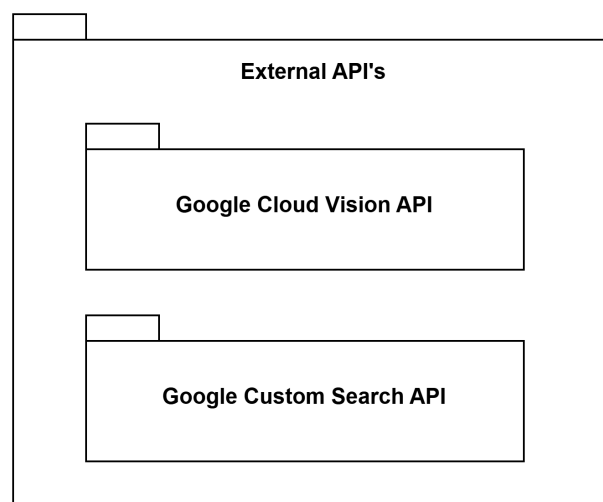 External API's
Google Cloud Vision API
Google Custom Search API